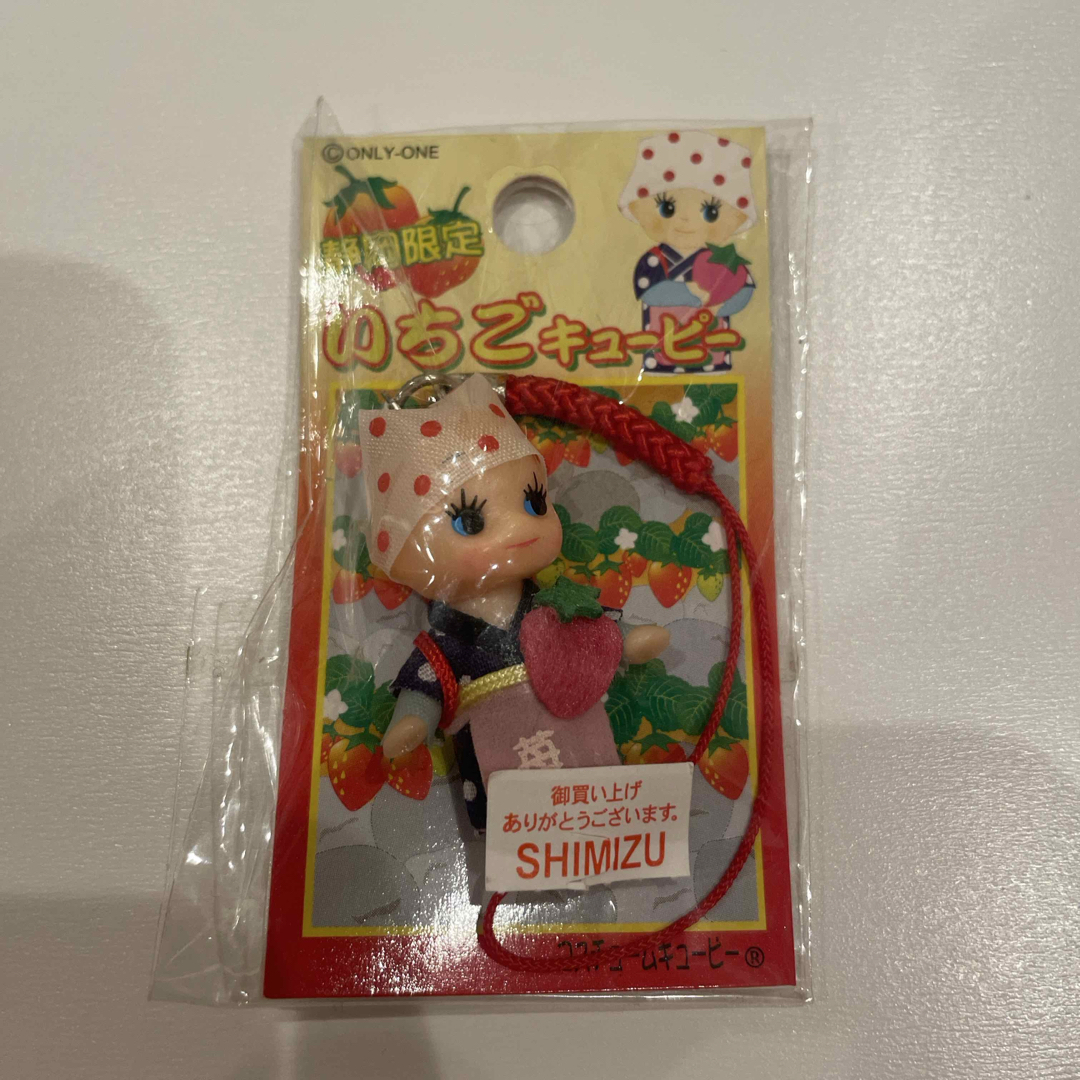 ©ONLY-ONE
静岡限定
いちごキューピー
苺
御買い上げ
ありがとうございます。
SHIMIZU
コスチュームキューピー®